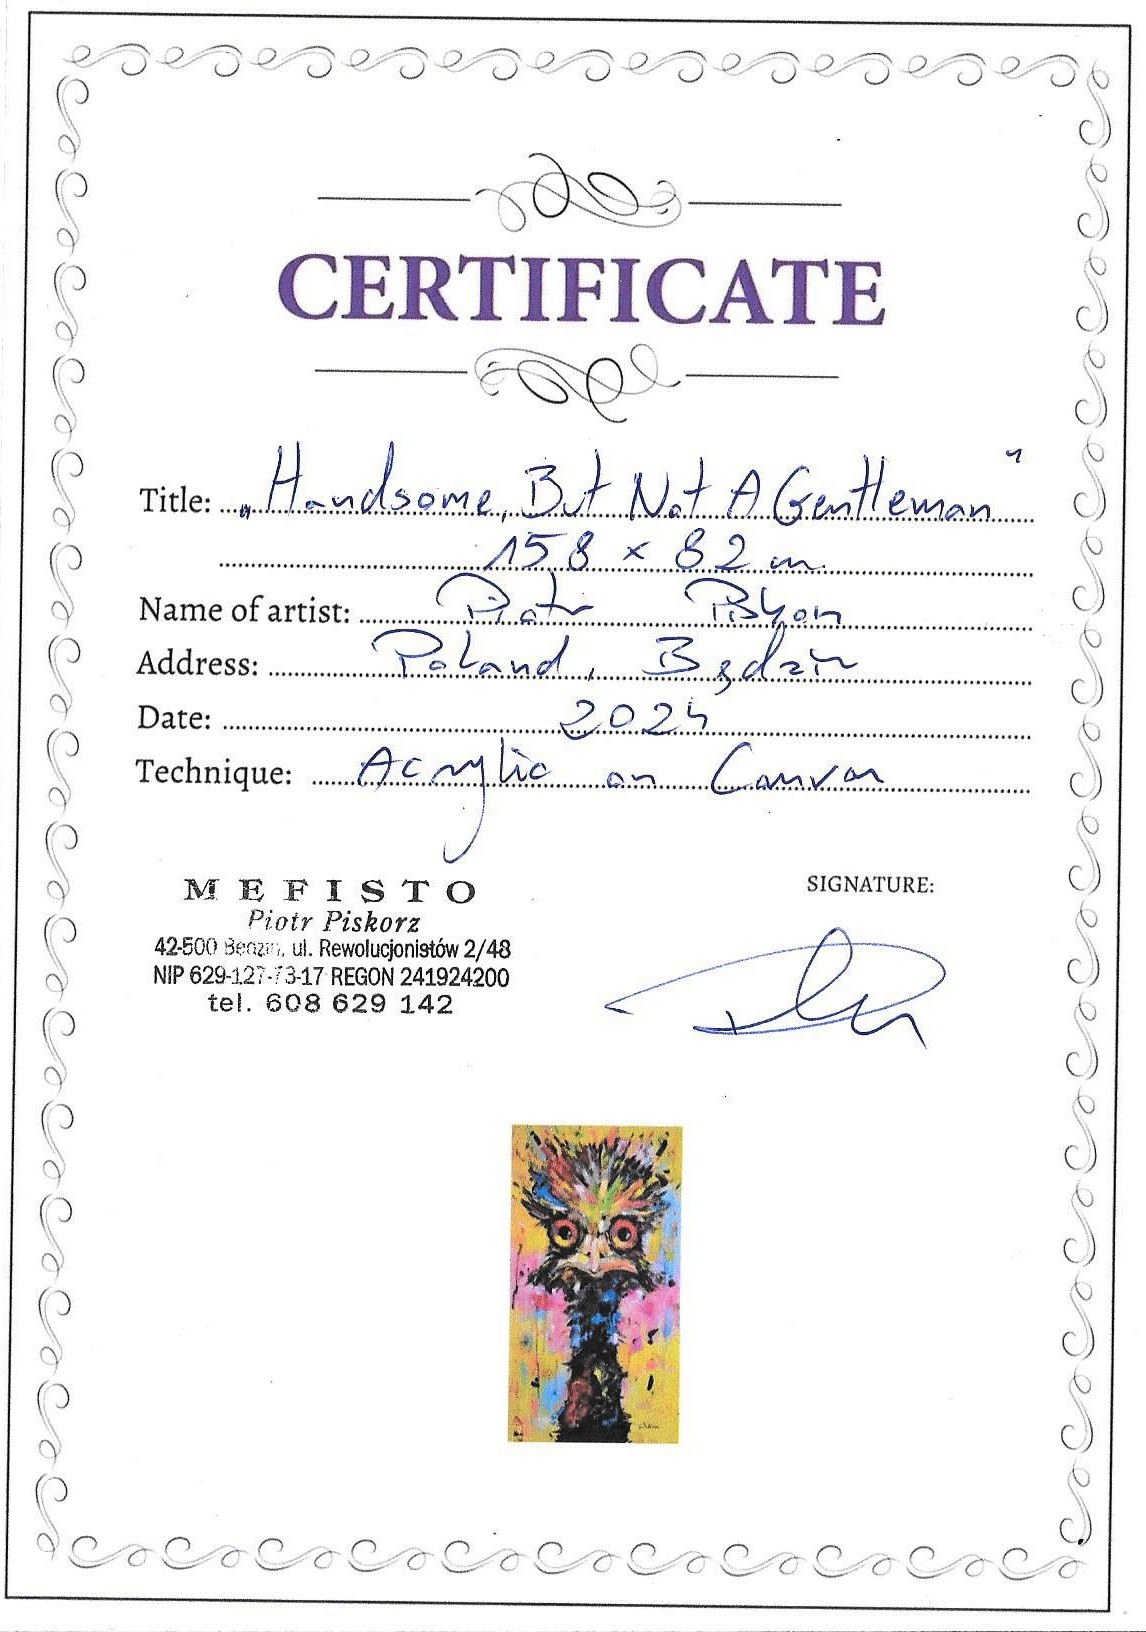 CERTIFICATE
Title: „Handsome, But Not A Gentleman"
158 x 82 cm
Name of artist: Piotr
Address: Poland, Będzin
Date: 2024
Technique: Acrylic on Canvas
MEFISTO
Piotr Piskorz
42-500 Będzin, ul. Rewolucjonistów 2/48
NIP 629-127-73-17 REGON 241924200
tel. 608 629 142
SIGNATURE: